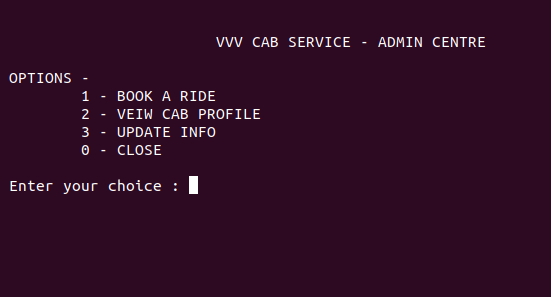 VVV CAB SERVICE - ADMIN CENTRE
OPTIONS -
1 - BOOK A RIDE
2 - VEIW CAB PROFILE
3 - UPDATE INFO
0 - CLOSE
Enter your choice :